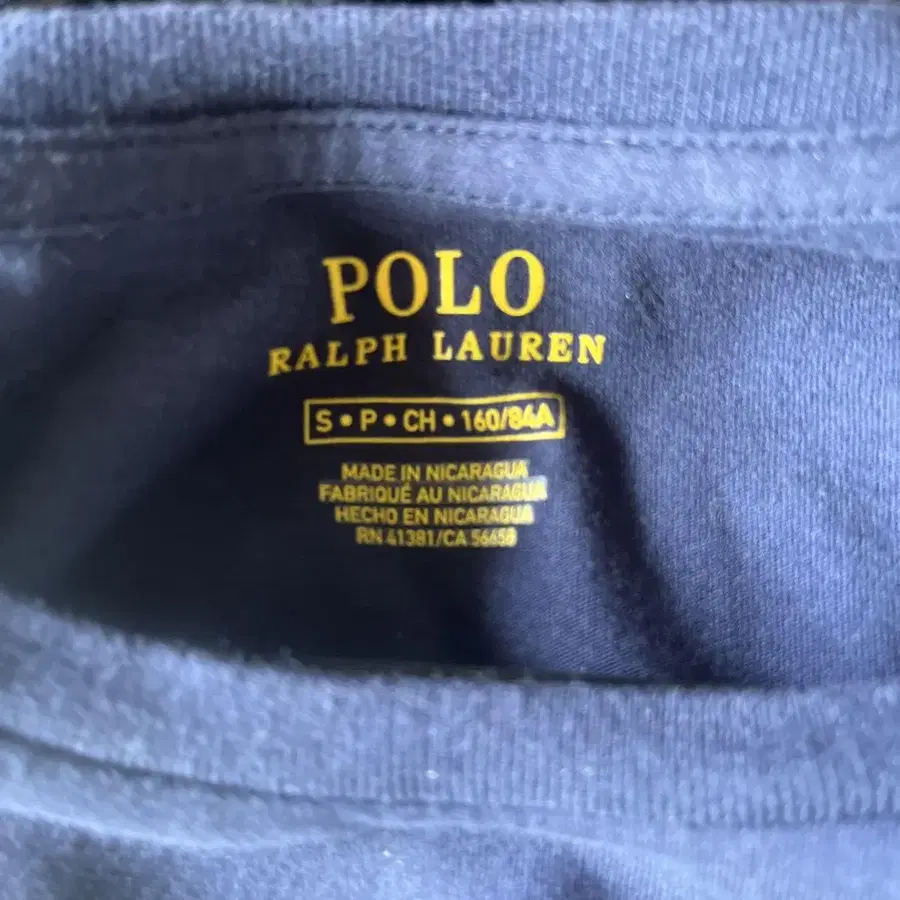 POLO
RALPH LAUREN
S • P • CH • 160/84A
MADE IN NICARAGUA
FABRIQUÉ AU NICARAGUA
HECHO EN NICARAGUA
RN 41381/CA 56658